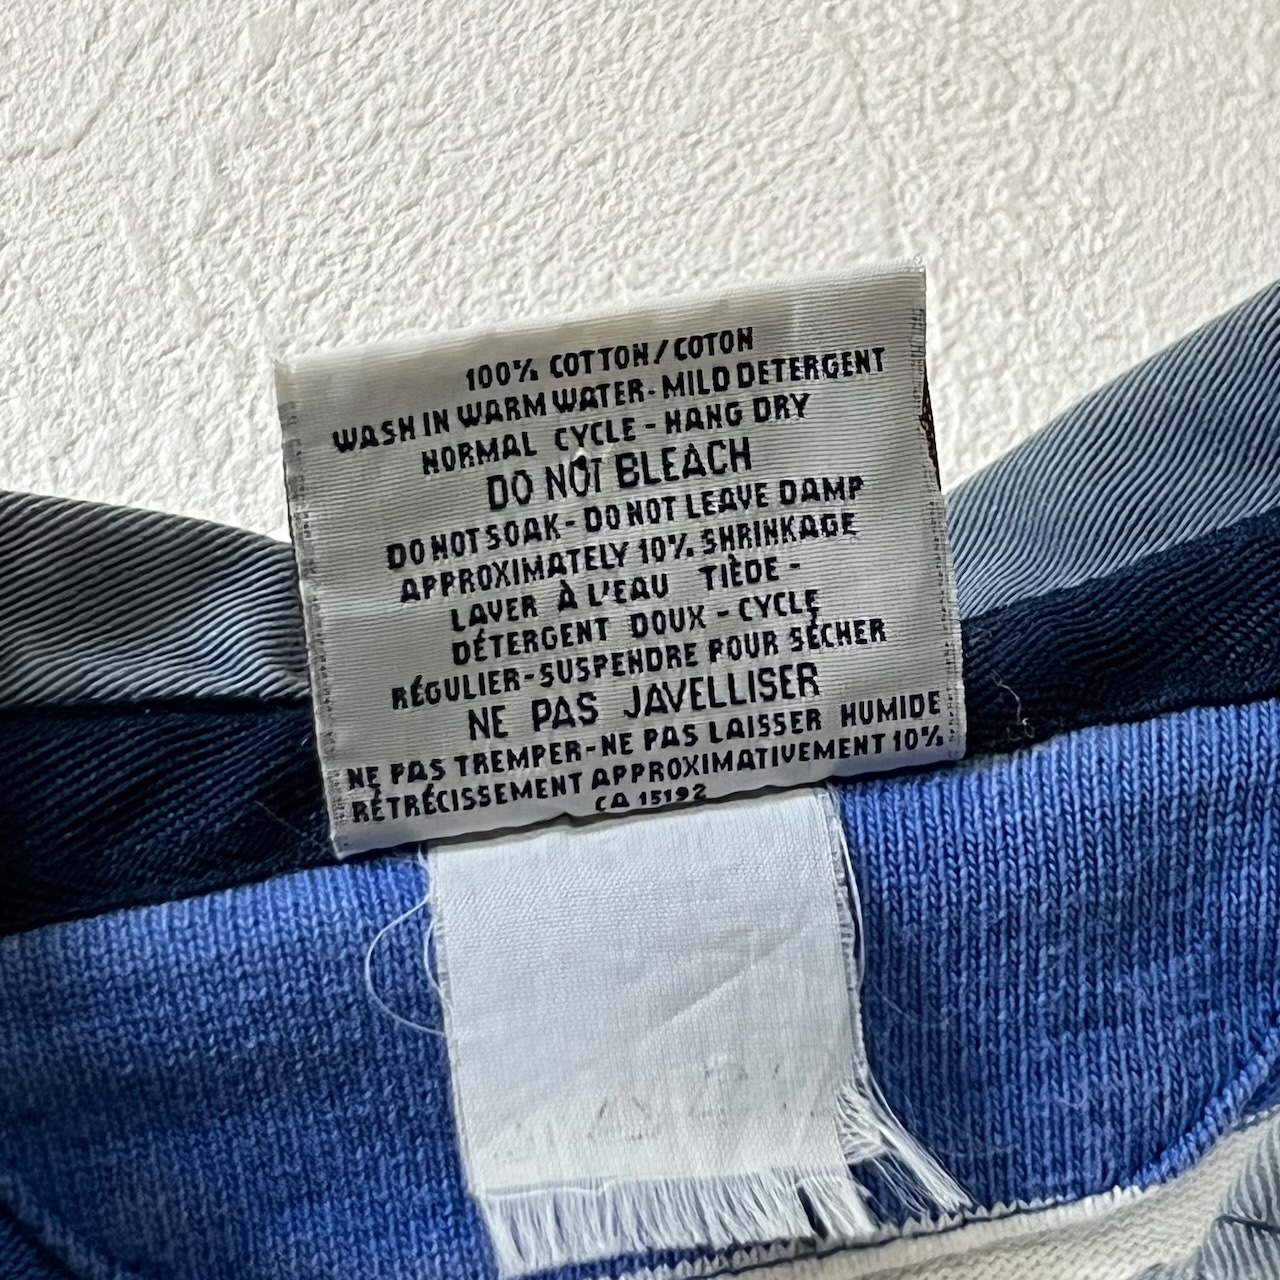 100% COTTON/COTON
WASH IN WARM WATER-MILD DETERGENT
NORMAL CYCLE-HANG DRY
DO NOT BLEACH
DO NOT SOAK-DO NOT LEAVE DAMP
APPROXIMATELY 10% SHRINKAGE
LAVER À L'EAU TIÈDE-
DÉTERGENT DOUX-CYCLE
RÉGULIER-SUSPENDRE POUR SÉCHER
NE PAS JAVELLISER
NE PAS TREMPER-NE PAS LAISSER HUMIDE
RÉTRÉCISSEMENT APPROXIMATIVEMENT 10%
CA 15192